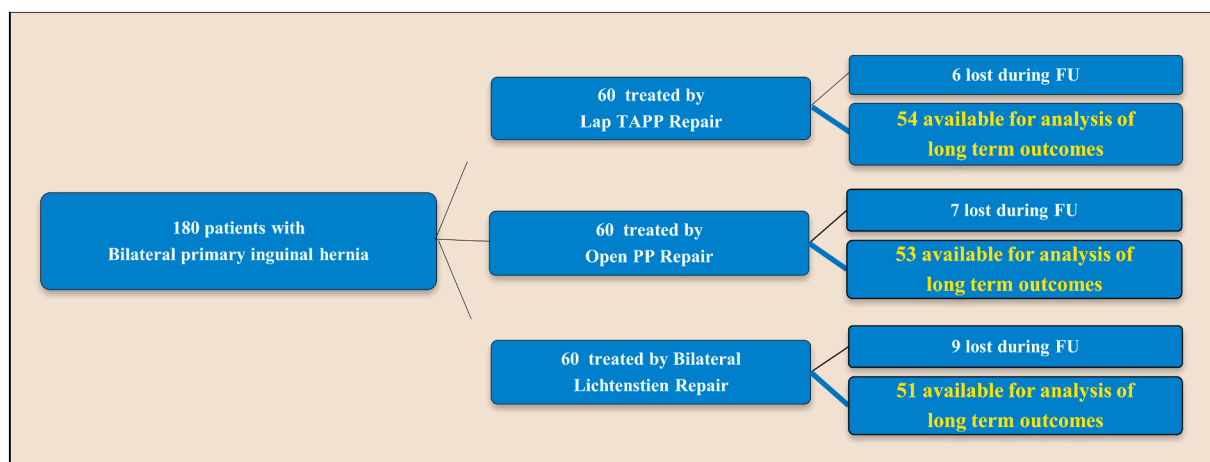 180 patients with
Bilateral primary inguinal hernia
60 treated by
Lap TAPP Repair
6 lost during FU
54 available for analysis of
long term outcomes
60 treated by
Open PP Repair
7 lost during FU
53 available for analysis of
long term outcomes
60 treated by Bilateral
Lichtenstien Repair
9 lost during FU
51 available for analysis of
long term outcomes